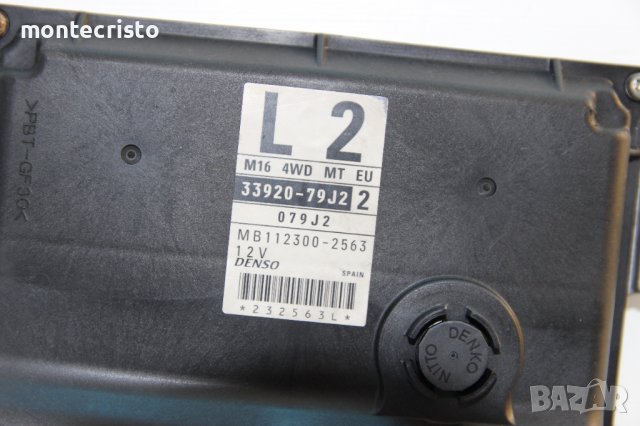 montecristo
L 2
M16 4WD MT EU
33920-79J2 2
079J2
MB112300-2563
12V
DENSO
SPAIN
*232563L*
>PBT-GF30<
NITTO DENKO
BAZAR